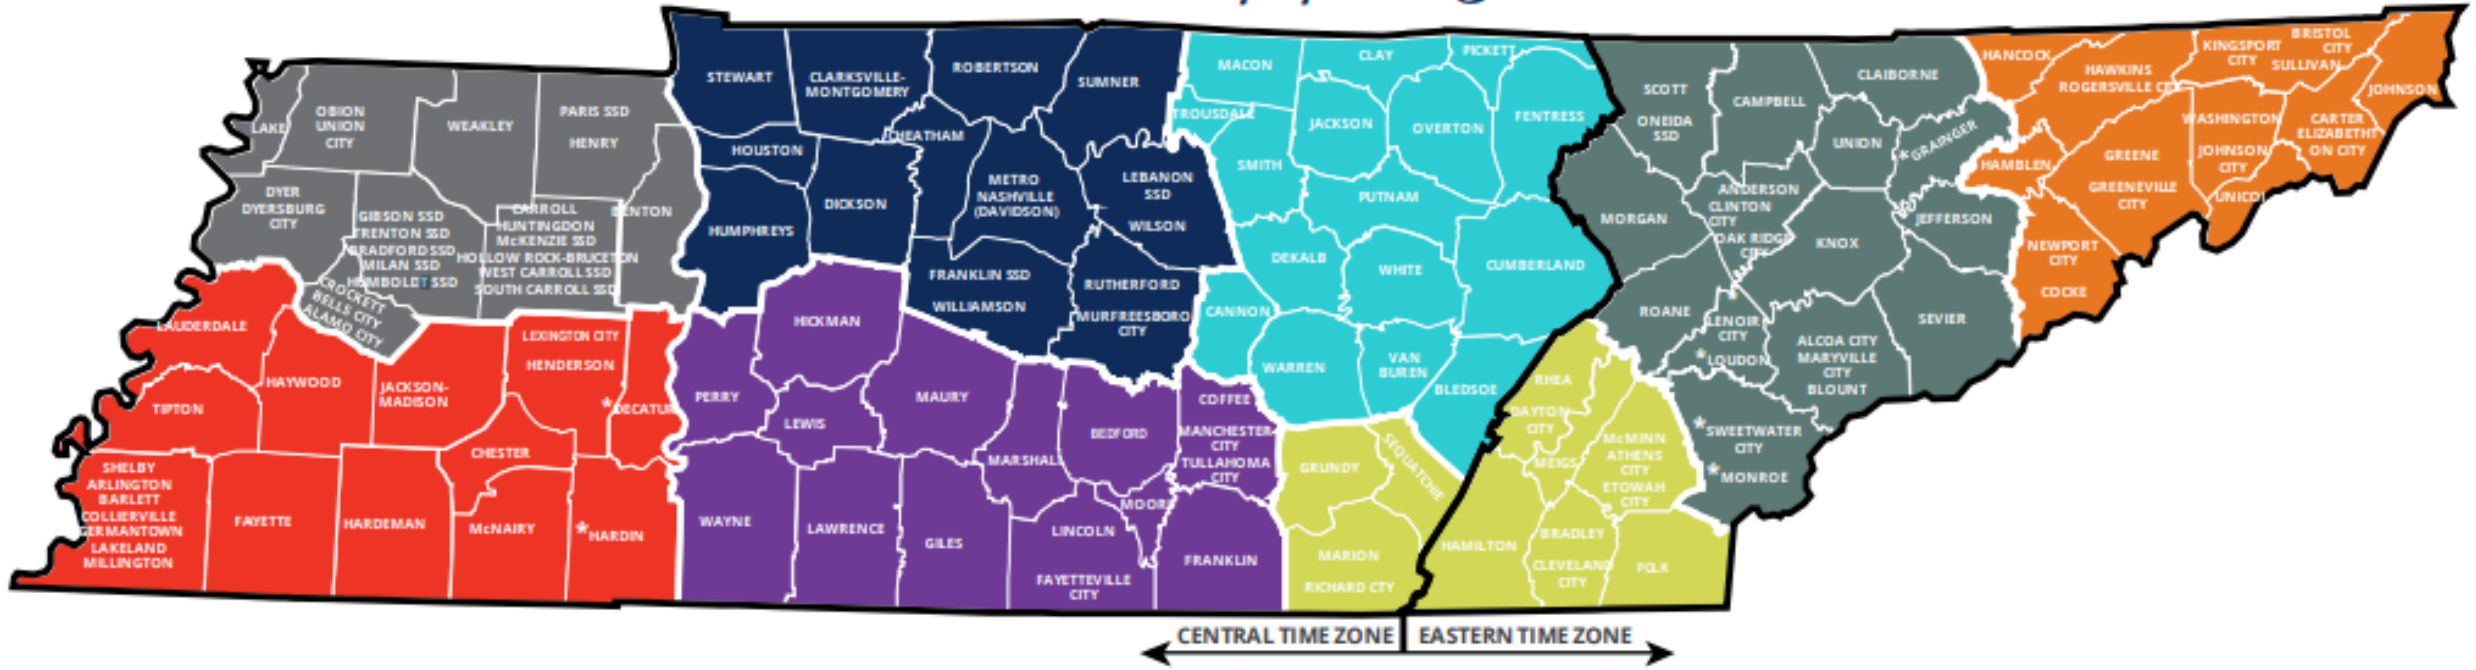 LAKE
OBION
UNION
CITY
WEAKLEY
PARIS SSD
HENRY
DYER
DYERSBURG
CITY
GIBSON SSD
TRENTON SSD
BRADFORD SSD
MILAN SSD
HUMBOLDT SSD
CARROLL
HUNTINGDON
McKENZIE SSD
HOLLOW ROCK-BRUCETON
WEST CARROLL SSD
SOUTH CARROLL SSD
BENTON
CROCKETT
BELLS CITY
ALAMO CITY
LAUDERDALE
HAYWOOD
JACKSON-
MADISON
LEXINGTON CITY
HENDERSON
*DECATUR
TIPTON
CHESTER
SHELBY
ARLINGTON
BARLETT
COLLIERVILLE
GERMANTOWN
LAKELAND
MILLINGTON
FAYETTE
HARDEMAN
McNAIRY
*HARDIN
STEWART
CLARKSVILLE-
MONTGOMERY
ROBERTSON
SUMNER
HOUSTON
CHEATHAM
HUMPHREYS
DICKSON
METRO
NASHVILLE
(DAVIDSON)
LEBANON
SSD
WILSON
FRANKLIN SSD
WILLIAMSON
RUTHERFORD
MURFREESBORO
CITY
HICKMAN
PERRY
LEWIS
MAURY
MARSHALL
BEDFORD
COFFEE
MANCHESTER
CITY
TULLAHOMA
CITY
WAYNE
LAWRENCE
GILES
LINCOLN
FAYETTEVILLE
CITY
MOORE
FRANKLIN
MACON
CLAY
PICKETT
TROUSDALE
JACKSON
OVERTON
FENTRESS
SMITH
PUTNAM
DEKALB
WHITE
CUMBERLAND
CANNON
WARREN
VAN
BUREN
BLEDSOE
GRUNDY
SEQUATCHIE
MARION
RICHARD CTY
RHEA
DAYTON
CITY
MEIGS
McMINN
ATHENS
CITY
ETOWAH
CITY
HAMILTON
BRADLEY
CLEVELAND
CITY
POLK
SCOTT
ONEIDA
SSD
CAMPBELL
CLAIBORNE
UNION
*GRAINGER
MORGAN
ANDERSON
CLINTON
CITY
OAK RIDGE
CITY
KNOX
JEFFERSON
ROANE
LENOIR
CITY
*LOUDON
ALCOA CITY
MARYVILLE
CITY
BLOUNT
SEVIER
*SWEETWATER
CITY
*MONROE
HANCOCK
HAWKINS
ROGERSVILLE CITY
KINGSPORT
CITY
BRISTOL
CITY
SULLIVAN
JOHNSON
HAMBLEN
GREENE
GREENEVILLE
CITY
WASHINGTON
JOHNSON
CITY
CARTER
ELIZABETHT
ON CITY
UNICOI
NEWPORT
CITY
COCKE
CENTRAL TIME ZONE
EASTERN TIME ZONE